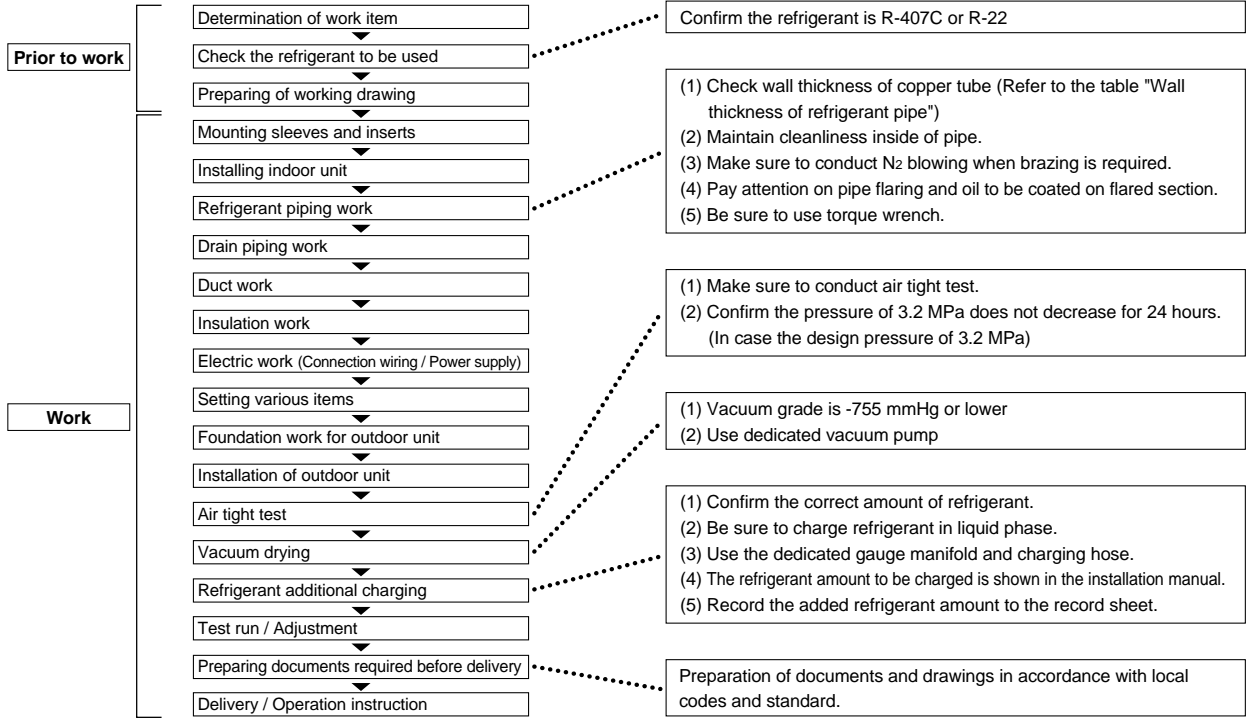 Prior to work
Determination of work item
Check the refrigerant to be used
Preparing of working drawing
Work
Mounting sleeves and inserts
Installing indoor unit
Refrigerant piping work
Drain piping work
Duct work
Insulation work
Electric work (Connection wiring / Power supply)
Setting various items
Foundation work for outdoor unit
Installation of outdoor unit
Air tight test
Vacuum drying
Refrigerant additional charging
Test run / Adjustment
Preparing documents required before delivery
Delivery / Operation instruction
Confirm the refrigerant is R-407C or R-22
(1) Check wall thickness of copper tube (Refer to the table "Wall
thickness of refrigerant pipe")
(2) Maintain cleanliness inside of pipe.
(3) Make sure to conduct N2 blowing when brazing is required.
(4) Pay attention on pipe flaring and oil to be coated on flared section.
(5) Be sure to use torque wrench.
(1) Make sure to conduct air tight test.
(2) Confirm the pressure of 3.2 MPa does not decrease for 24 hours.
(In case the design pressure of 3.2 MPa)
(1) Vacuum grade is -755 mmHg or lower
(2) Use dedicated vacuum pump
(1) Confirm the correct amount of refrigerant.
(2) Be sure to charge refrigerant in liquid phase.
(3) Use the dedicated gauge manifold and charging hose.
(4) The refrigerant amount to be charged is shown in the installation manual.
(5) Record the added refrigerant amount to the record sheet.
Preparation of documents and drawings in accordance with local
codes and standard.